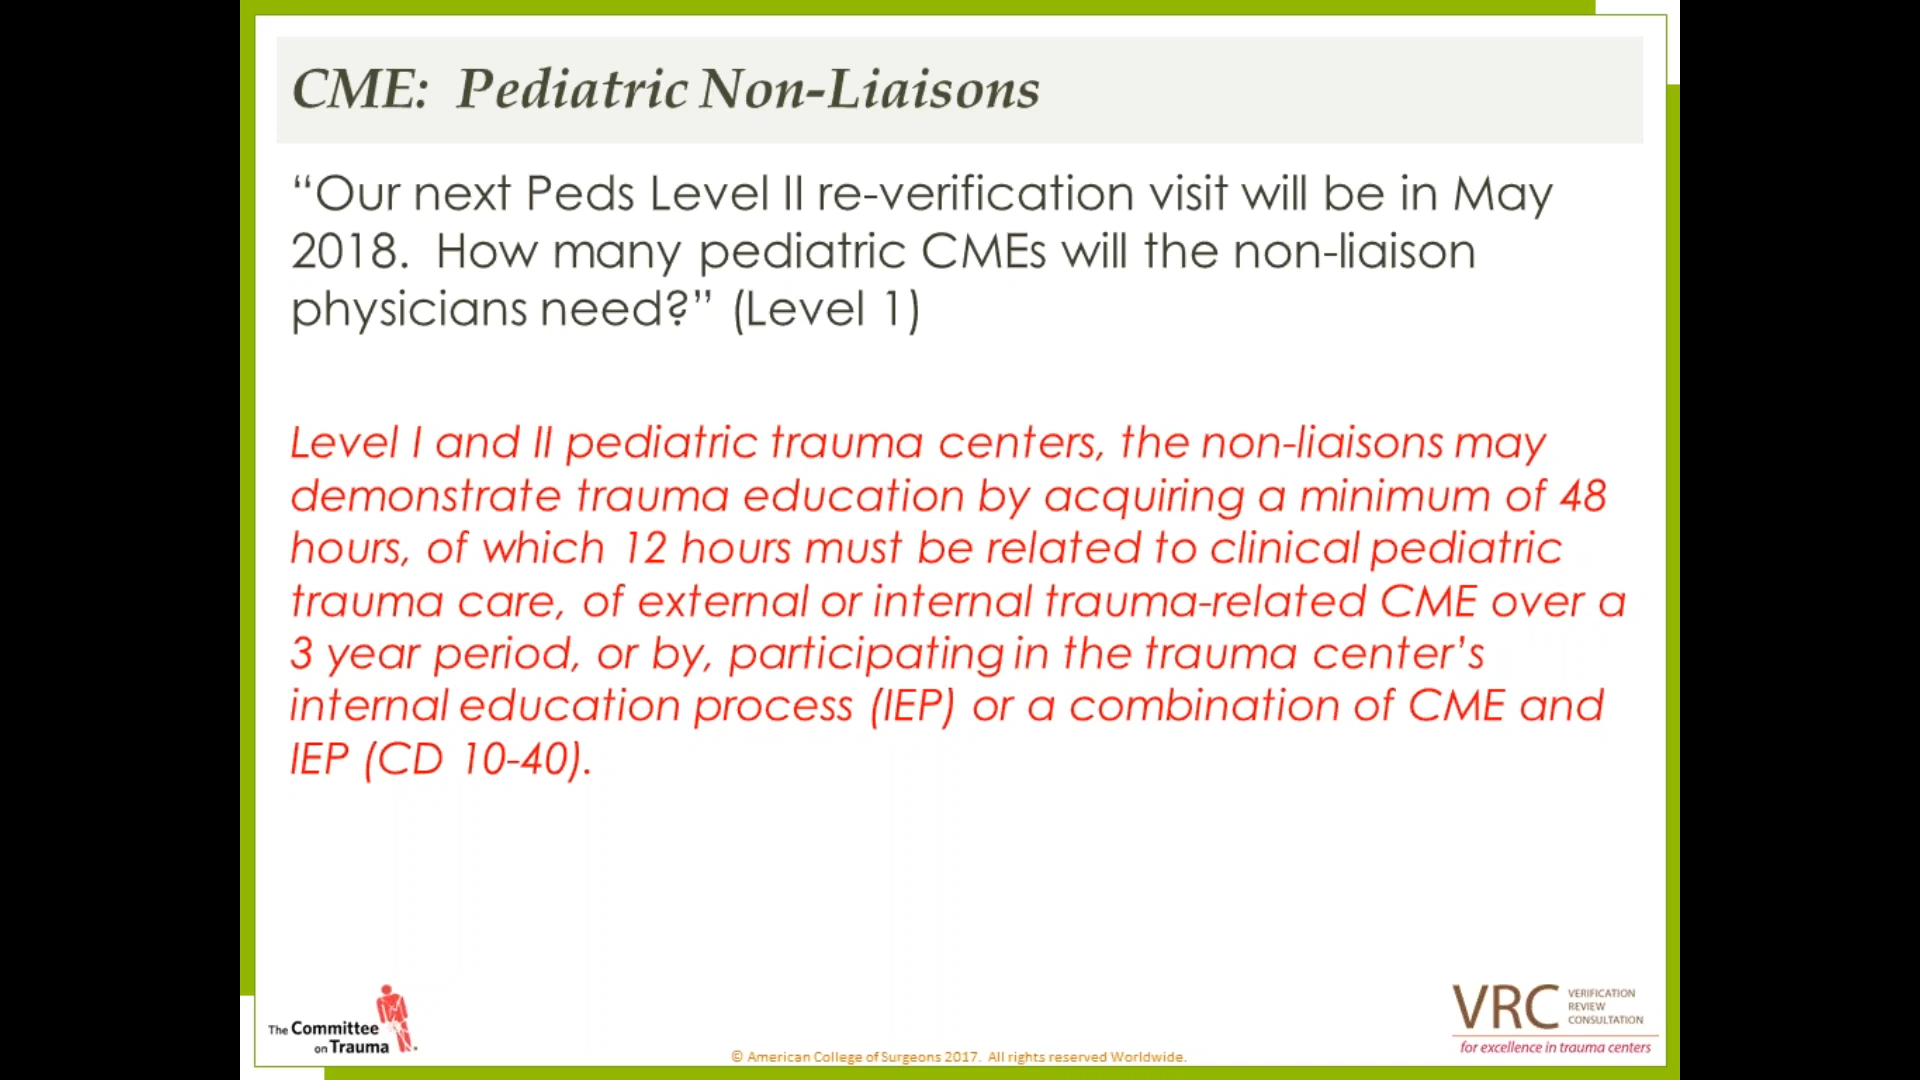 CME: Pediatric Non-Liaisons
“Our next Peds Level II re-verification visit will be in May
2018. How many pediatric CMEs will the non-liaison
physicians need?” (Level 1)
Level I and II pediatric trauma centers, the non-liaisons may
demonstrate trauma education by acquiring a minimum of 48
hours, of which 12 hours must be related to clinical pediatric
trauma care, of external or internal trauma-related CME over a
3 year period, or by, participating in the trauma center’s
internal education process (IEP) or a combination of CME and
IEP (CD 10-40).
The Committee
on Trauma
© American College of Surgeons 2017. All rights reserved Worldwide.
VRC VERIFICATION
REVIEW
CONSULTATION
for excellence in trauma centers